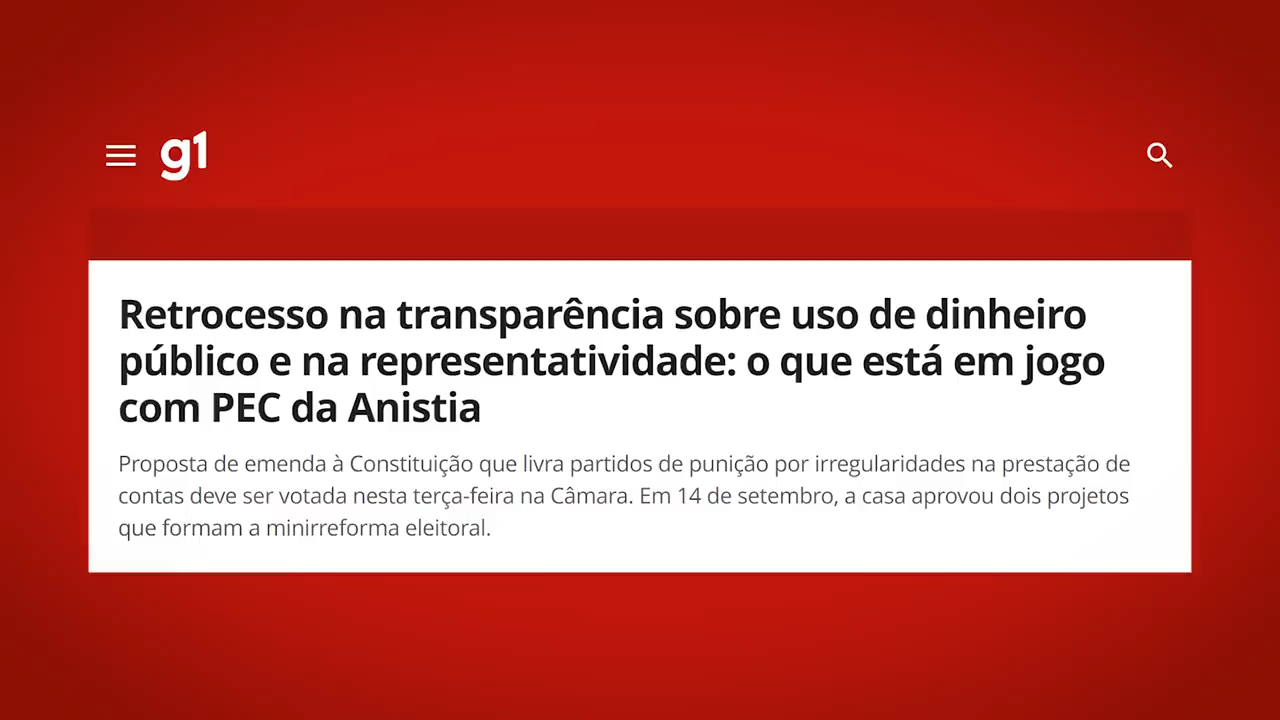 g1
Retrocesso na transparência sobre uso de dinheiro
público e na representatividade: o que está em jogo
com PEC da Anistia
Proposta de emenda à Constituição que livra partidos de punição por irregularidades na prestação de
contas deve ser votada nesta terça-feira na Câmara. Em 14 de setembro, a casa aprovou dois projetos
que formam a minirreforma eleitoral.